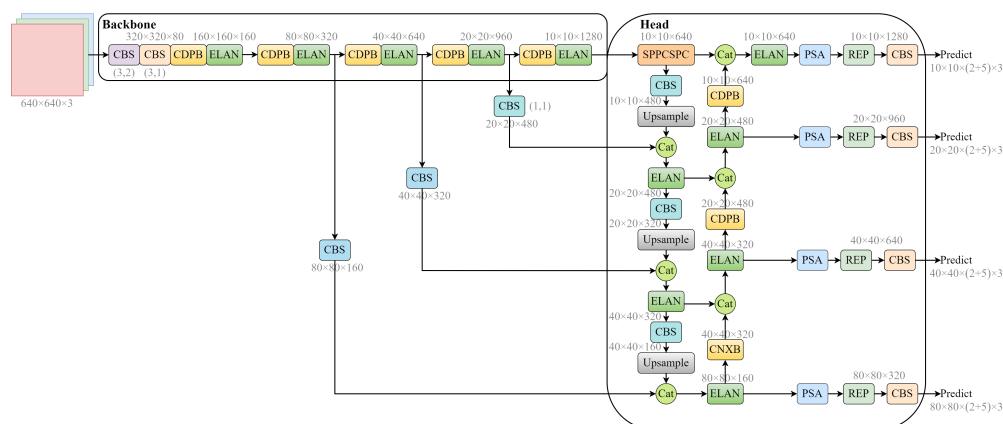 Backbone
Head
320×320×80 160×160×160 80×80×320 40×40×640 20×20×960 10×10×1280
10×10×640 10×10×640 10×10×1280
CBS CBS CDPB ELAN CDPB ELAN CDPB ELAN CDPB ELAN CDPB ELAN
SPPCSPC Cat ELAN PSA REP CBS Predict
(3,2) (3,1)
10×10×(2+5)×3
640×640×3
CBS 10×10×640
10×10×480 CDPB
CBS (1,1)
20×20×480
Upsample 20×20×480 20×20×960
ELAN PSA REP CBS Predict
20×20×(2+5)×3
Cat
CBS
40×40×320
ELAN Cat
20×20×480
CBS 20×20×480
20×20×320 CDPB
Upsample 40×40×320 40×40×640
CBS
80×80×160
ELAN PSA REP CBS Predict
40×40×(2+5)×3
Cat
ELAN Cat
40×40×320
CBS 40×40×320
40×40×160 CNXB
Upsample
80×80×160 80×80×320
Cat ELAN PSA REP CBS Predict
80×80×(2+5)×3